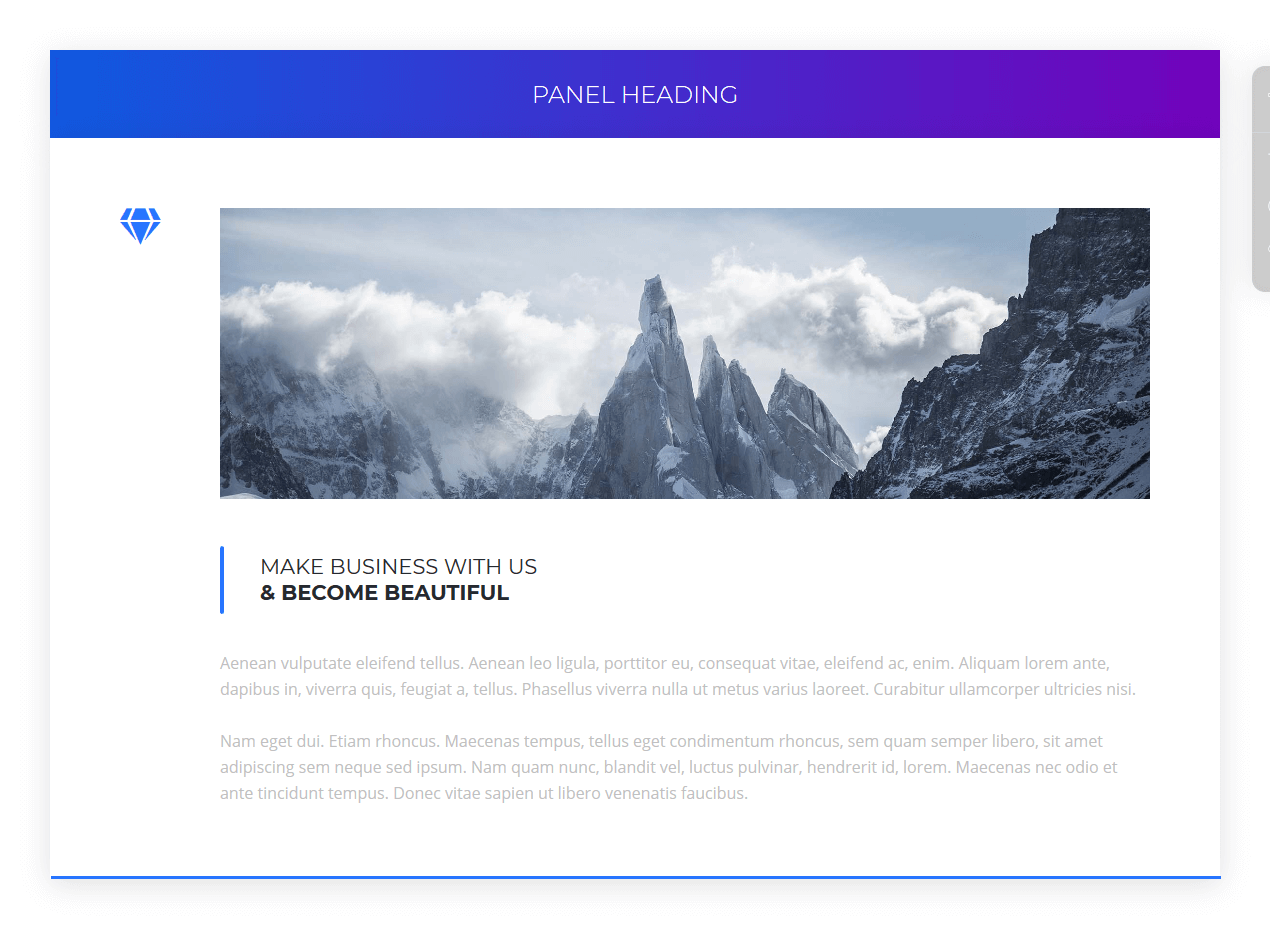 PANEL HEADING
MAKE BUSINESS WITH US
& BECOME BEAUTIFUL
Aenean vulputate eleifend tellus. Aenean leo ligula, porttitor eu, consequat vitae, eleifend ac, enim. Aliquam lorem ante,
dapibus in, viverra quis, feugiat a, tellus. Phasellus viverra nulla ut metus varius laoreet. Curabitur ullamcorper ultricies nisi.
Nam eget dui. Etiam rhoncus. Maecenas tempus, tellus eget condimentum rhoncus, sem quam semper libero, sit amet
adipiscing sem neque sed ipsum. Nam quam nunc, blandit vel, luctus pulvinar, hendrerit id, lorem. Maecenas nec odio et
ante tincidunt tempus. Donec vitae sapien ut libero venenatis faucibus.